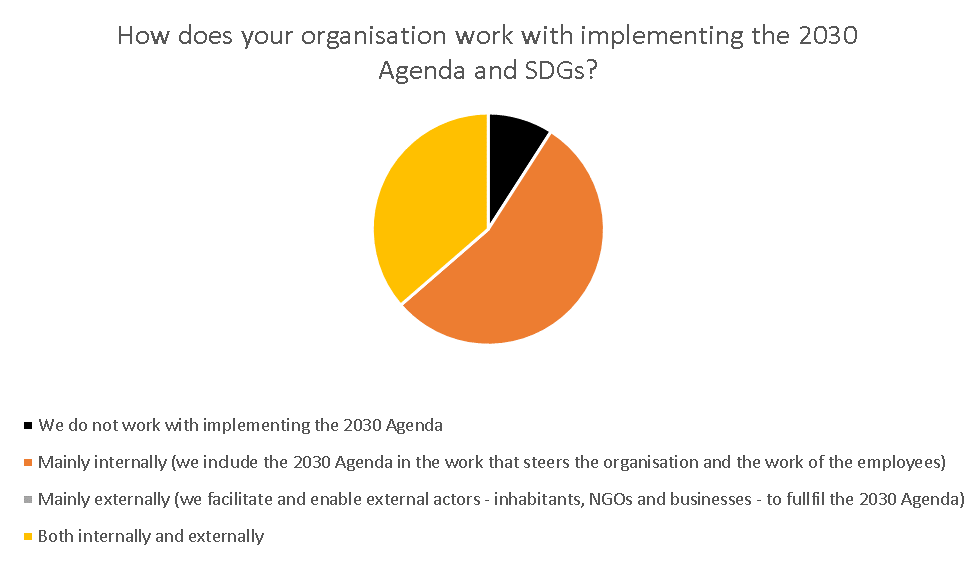 How does your organisation work with implementing the 2030
Agenda and SDGs?
We do not work with implementing the 2030 Agenda
Mainly internally (we include the 2030 Agenda in the work that steers the organisation and the work of the employees)
Mainly externally (we facilitate and enable external actors - inhabitants, NGOs and businesses - to fullfil the 2030 Agenda)
Both internally and externally